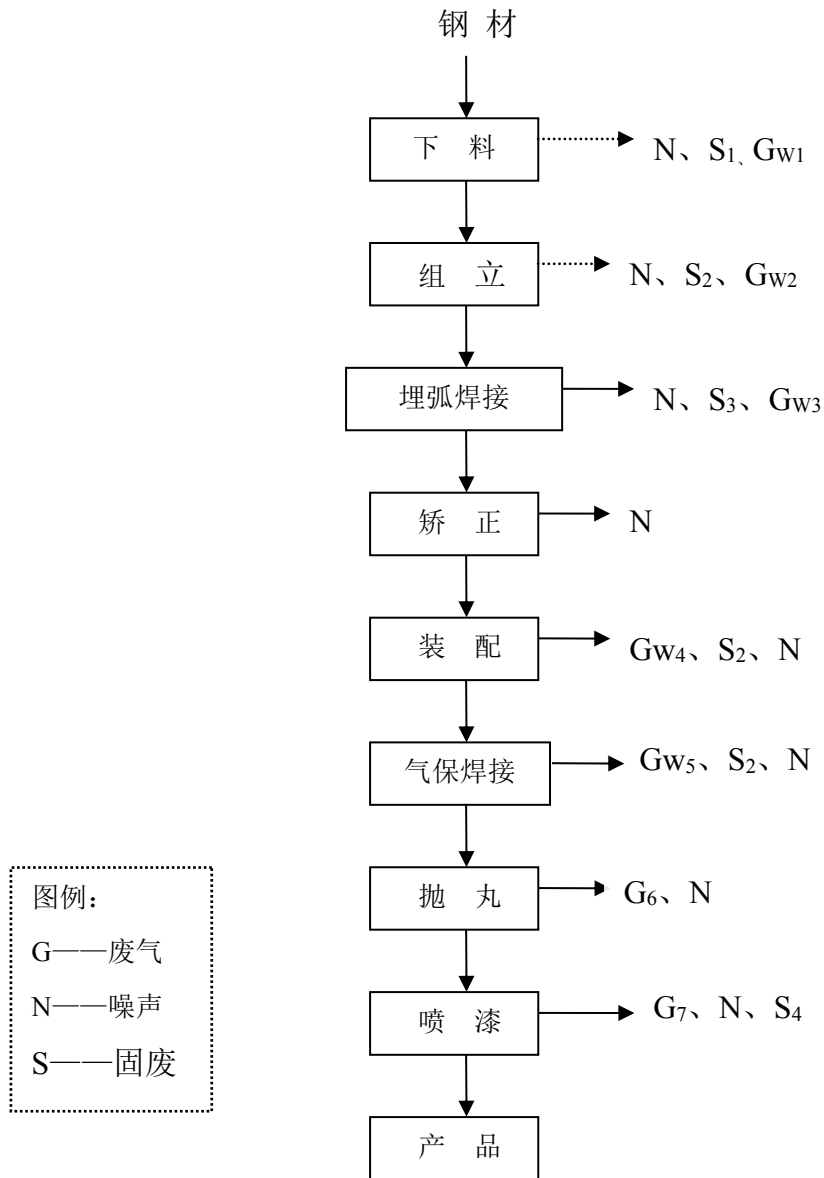 钢 材
下 料
N、S1、GW1
组 立
N、S2、GW2
埋弧焊接
N、S3、GW3
矫 正
N
装 配
Gw4、S2、N
气保焊接
Gw5、S2、N
抛 丸
G6、N
喷 漆
G7、N、S4
产 品
图例：
G——废气
N——噪声
S——固废